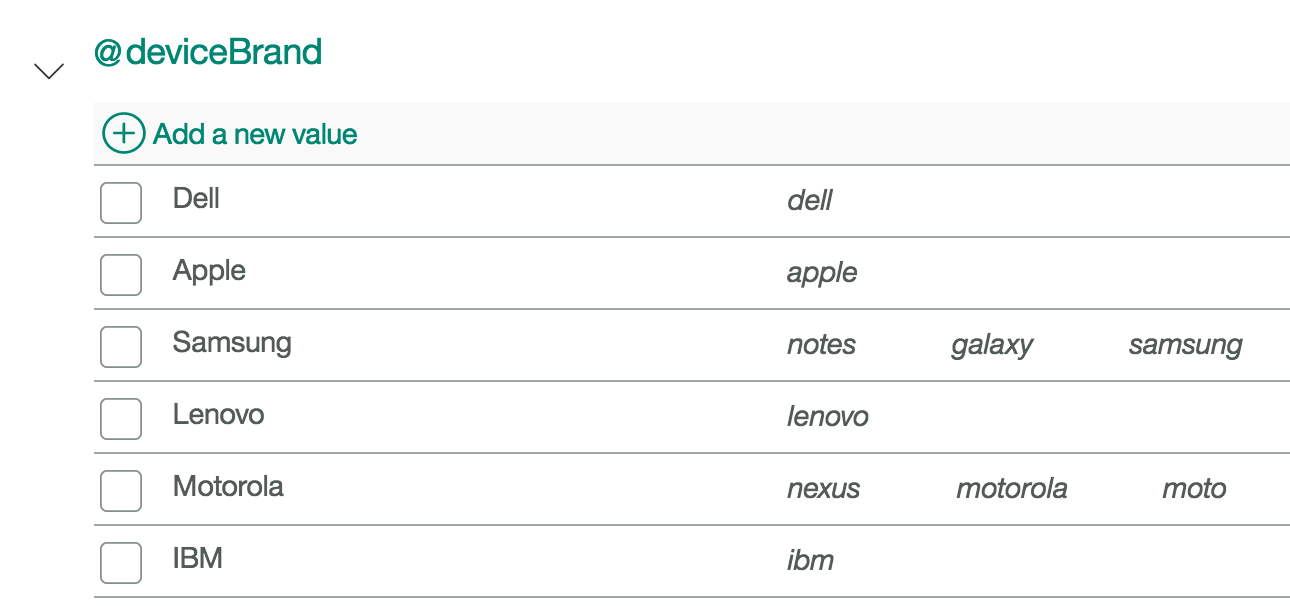 @deviceBrand
Add a new value
Dell dell
Apple apple
Samsung notes galaxy samsung
Lenovo lenovo
Motorola nexus motorola moto
IBM ibm